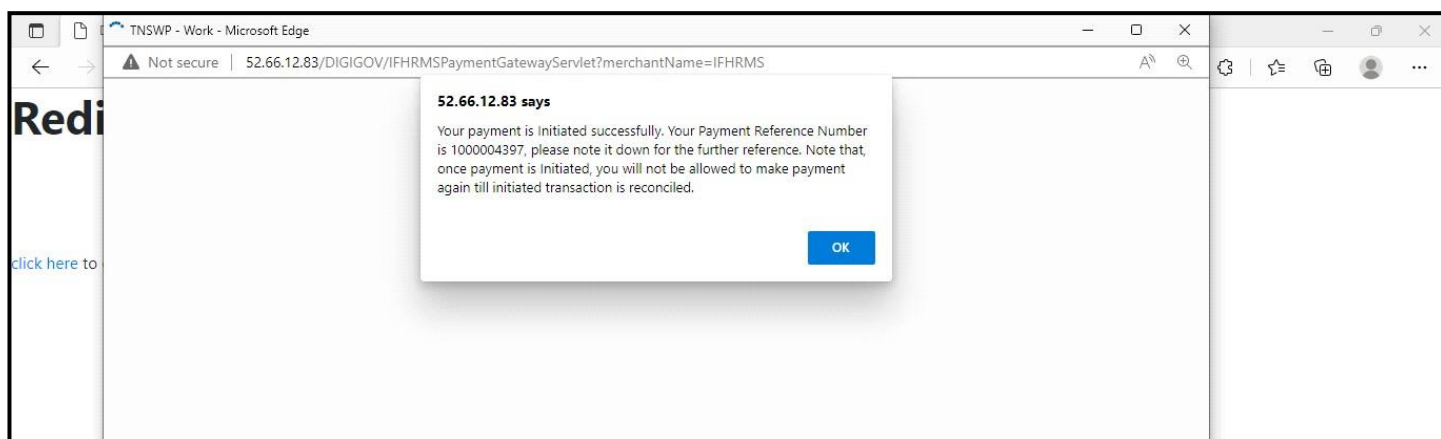 TNSWP - Work - Microsoft Edge
Not secure | 52.66.12.83/DIGIGOV/IFHRMSPaymentGatewayServlet?merchantName=IFHRMS
52.66.12.83 says
Your payment is Initiated successfully. Your Payment Reference Number
is 1000004397, please note it down for the further reference. Note that,
once payment is Initiated, you will not be allowed to make payment
again till initiated transaction is reconciled.
OK
Redi
click here to